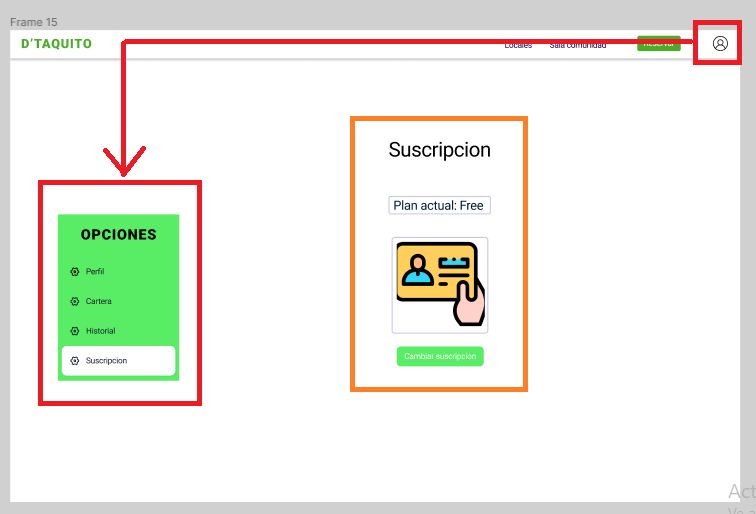 Frame 15
D'TAQUITO
Locales Sala comunidad Reservar
OPCIONES
Perfil
Cartera
Historial
Suscripcion
Suscripcion
Plan actual: Free
Cambiar suscripcion
Act